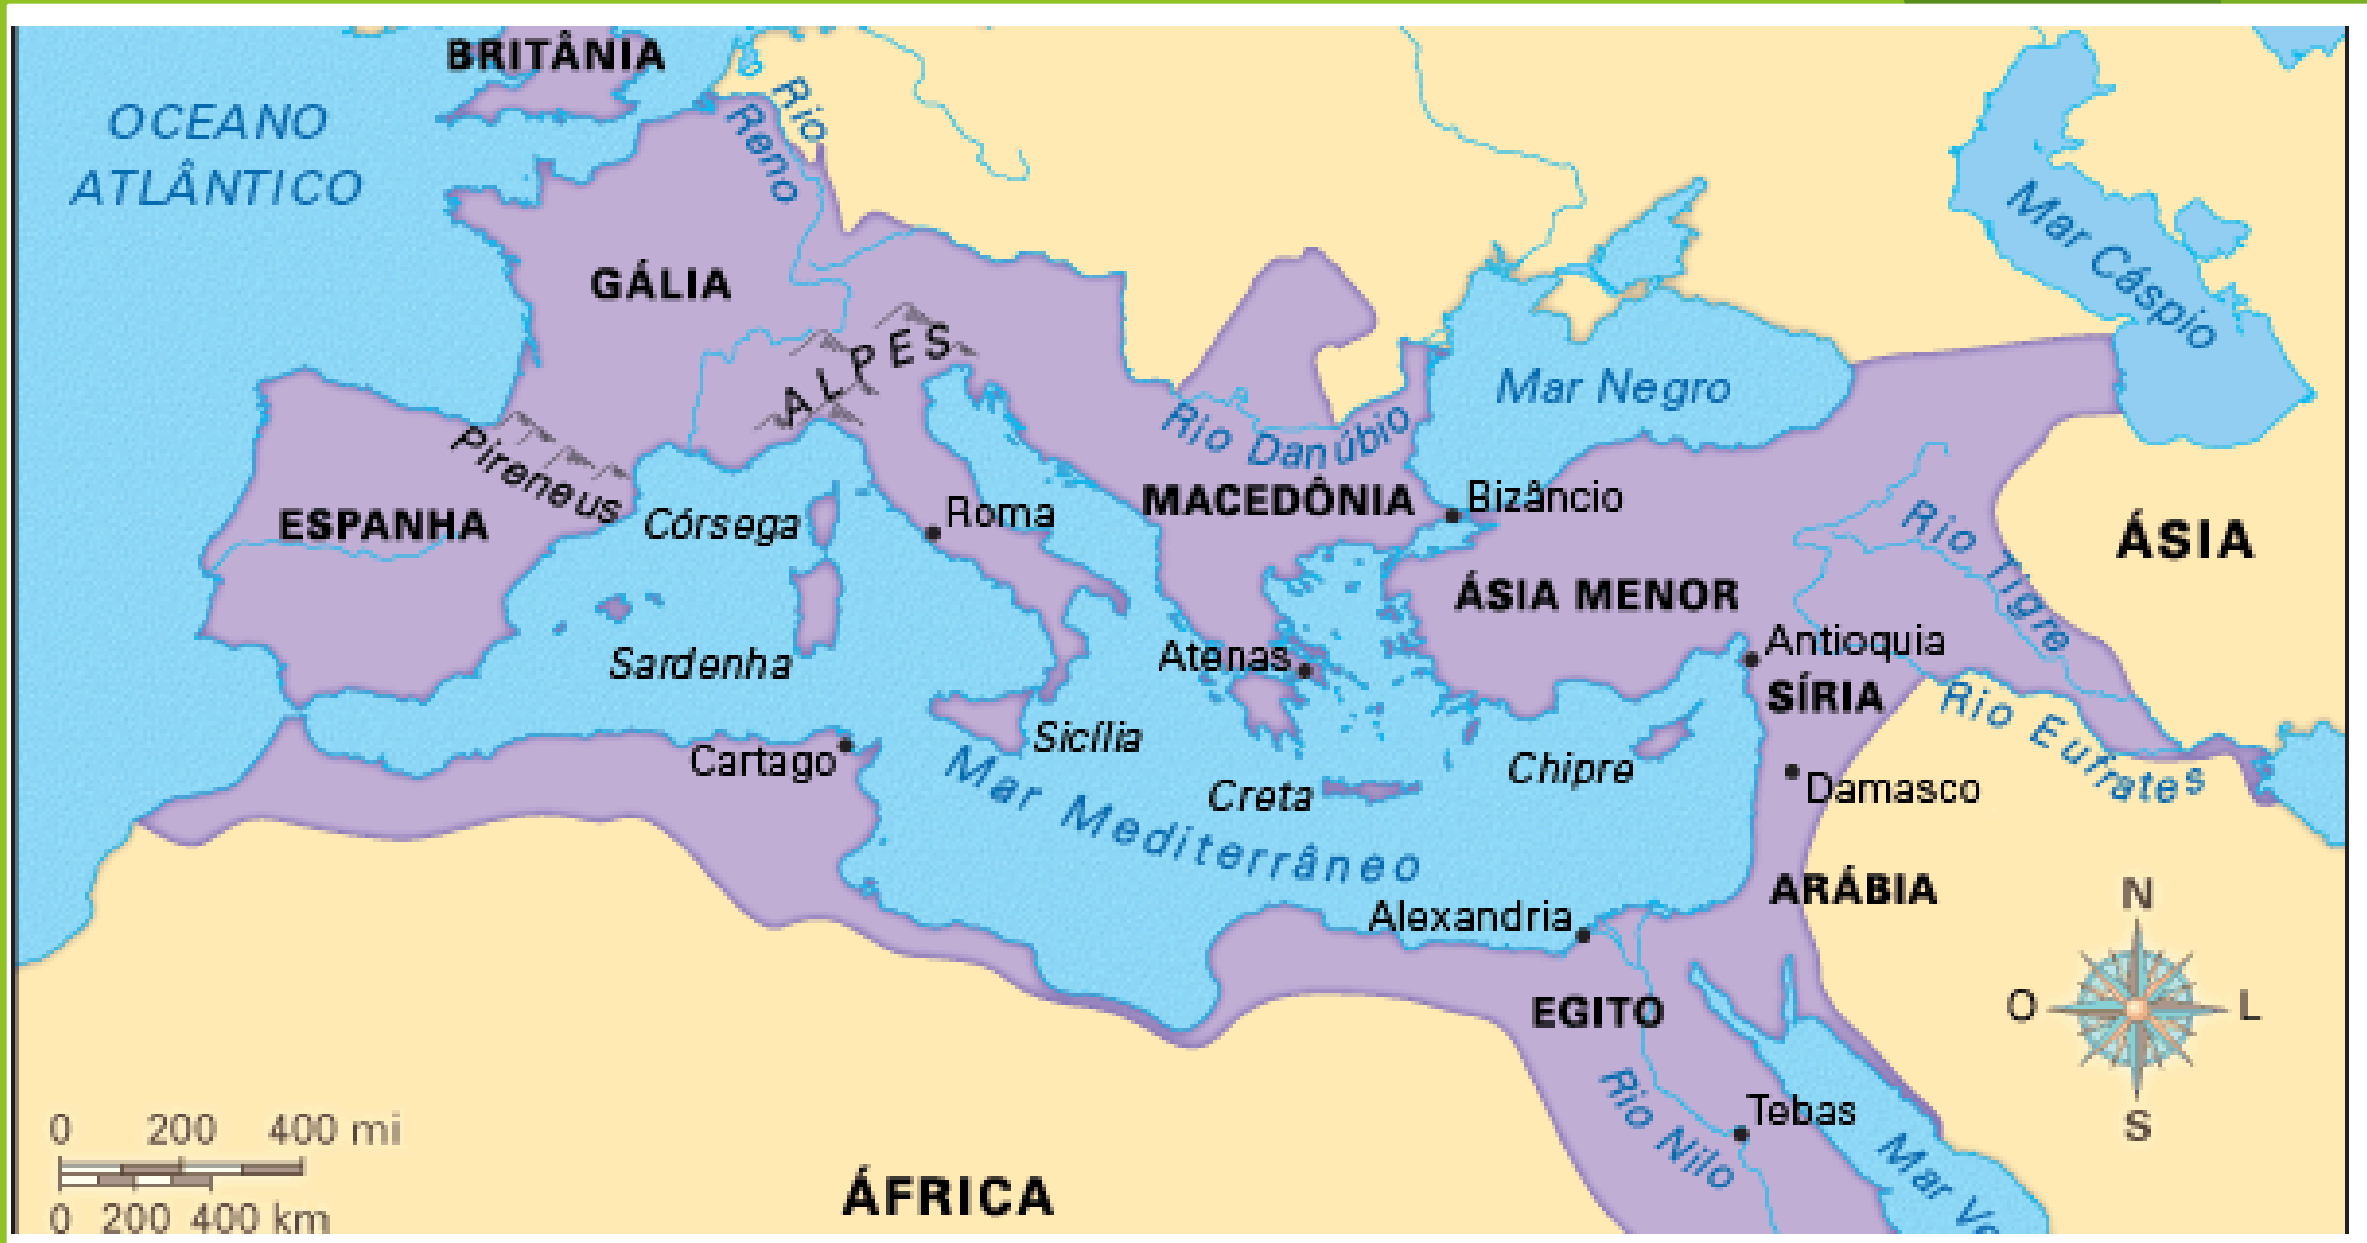 BRITÂNIA
OCEANO
ATLÂNTICO
Rio
Reno
GÁLIA
ALPES
Mar Cáspio
Mar Negro
Rio Danúbio
Pireneus
ESPANHA
Córsega
Roma
MACEDÔNIA
Bizâncio
Rio Tigre
ÁSIA
ÁSIA MENOR
Sardenha
Atenas
Antioquia
SÍRIA
Rio Eufrates
Cartago
Sicília
Mar Mediterrâneo
Creta
Chipre
Damasco
ARÁBIA
Alexandria
EGITO
N
O
L
S
Rio Nilo
Tebas
Mar Ve
ÁFRICA
0 200 400 mi
0 200 400 km